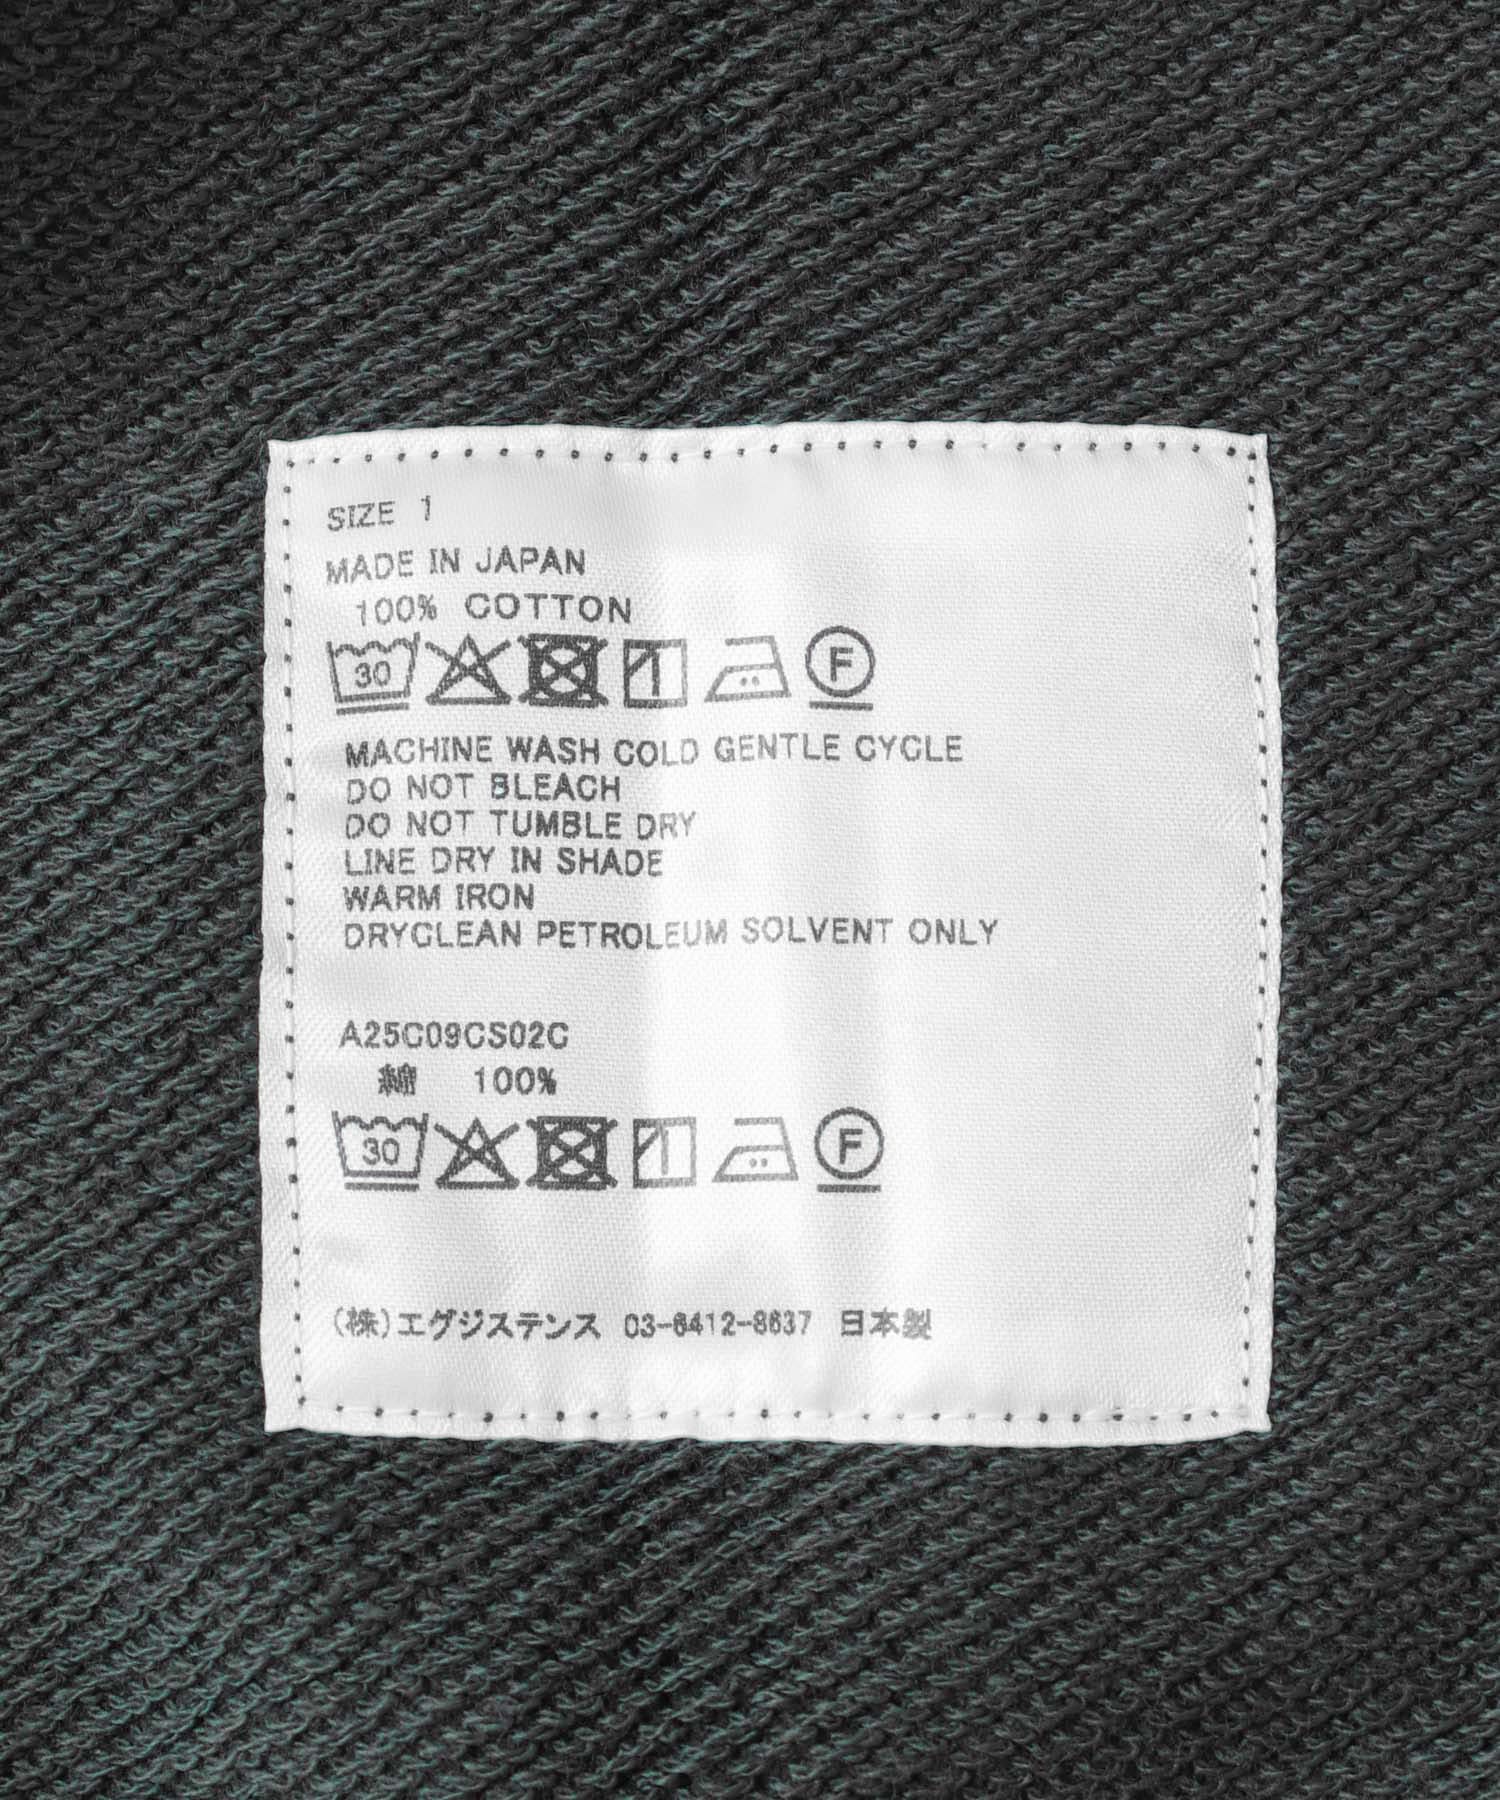 SIZE 1
MADE IN JAPAN
100% COTTON
30 F
MACHINE WASH COLD GENTLE CYCLE
DO NOT BLEACH
DO NOT TUMBLE DRY
LINE DRY IN SHADE
WARM IRON
DRYCLEAN PETROLEUM SOLVENT ONLY
A25C09CS02C
綿 100%
30 F
(株)エグジステンス 03-6412-8637 日本製